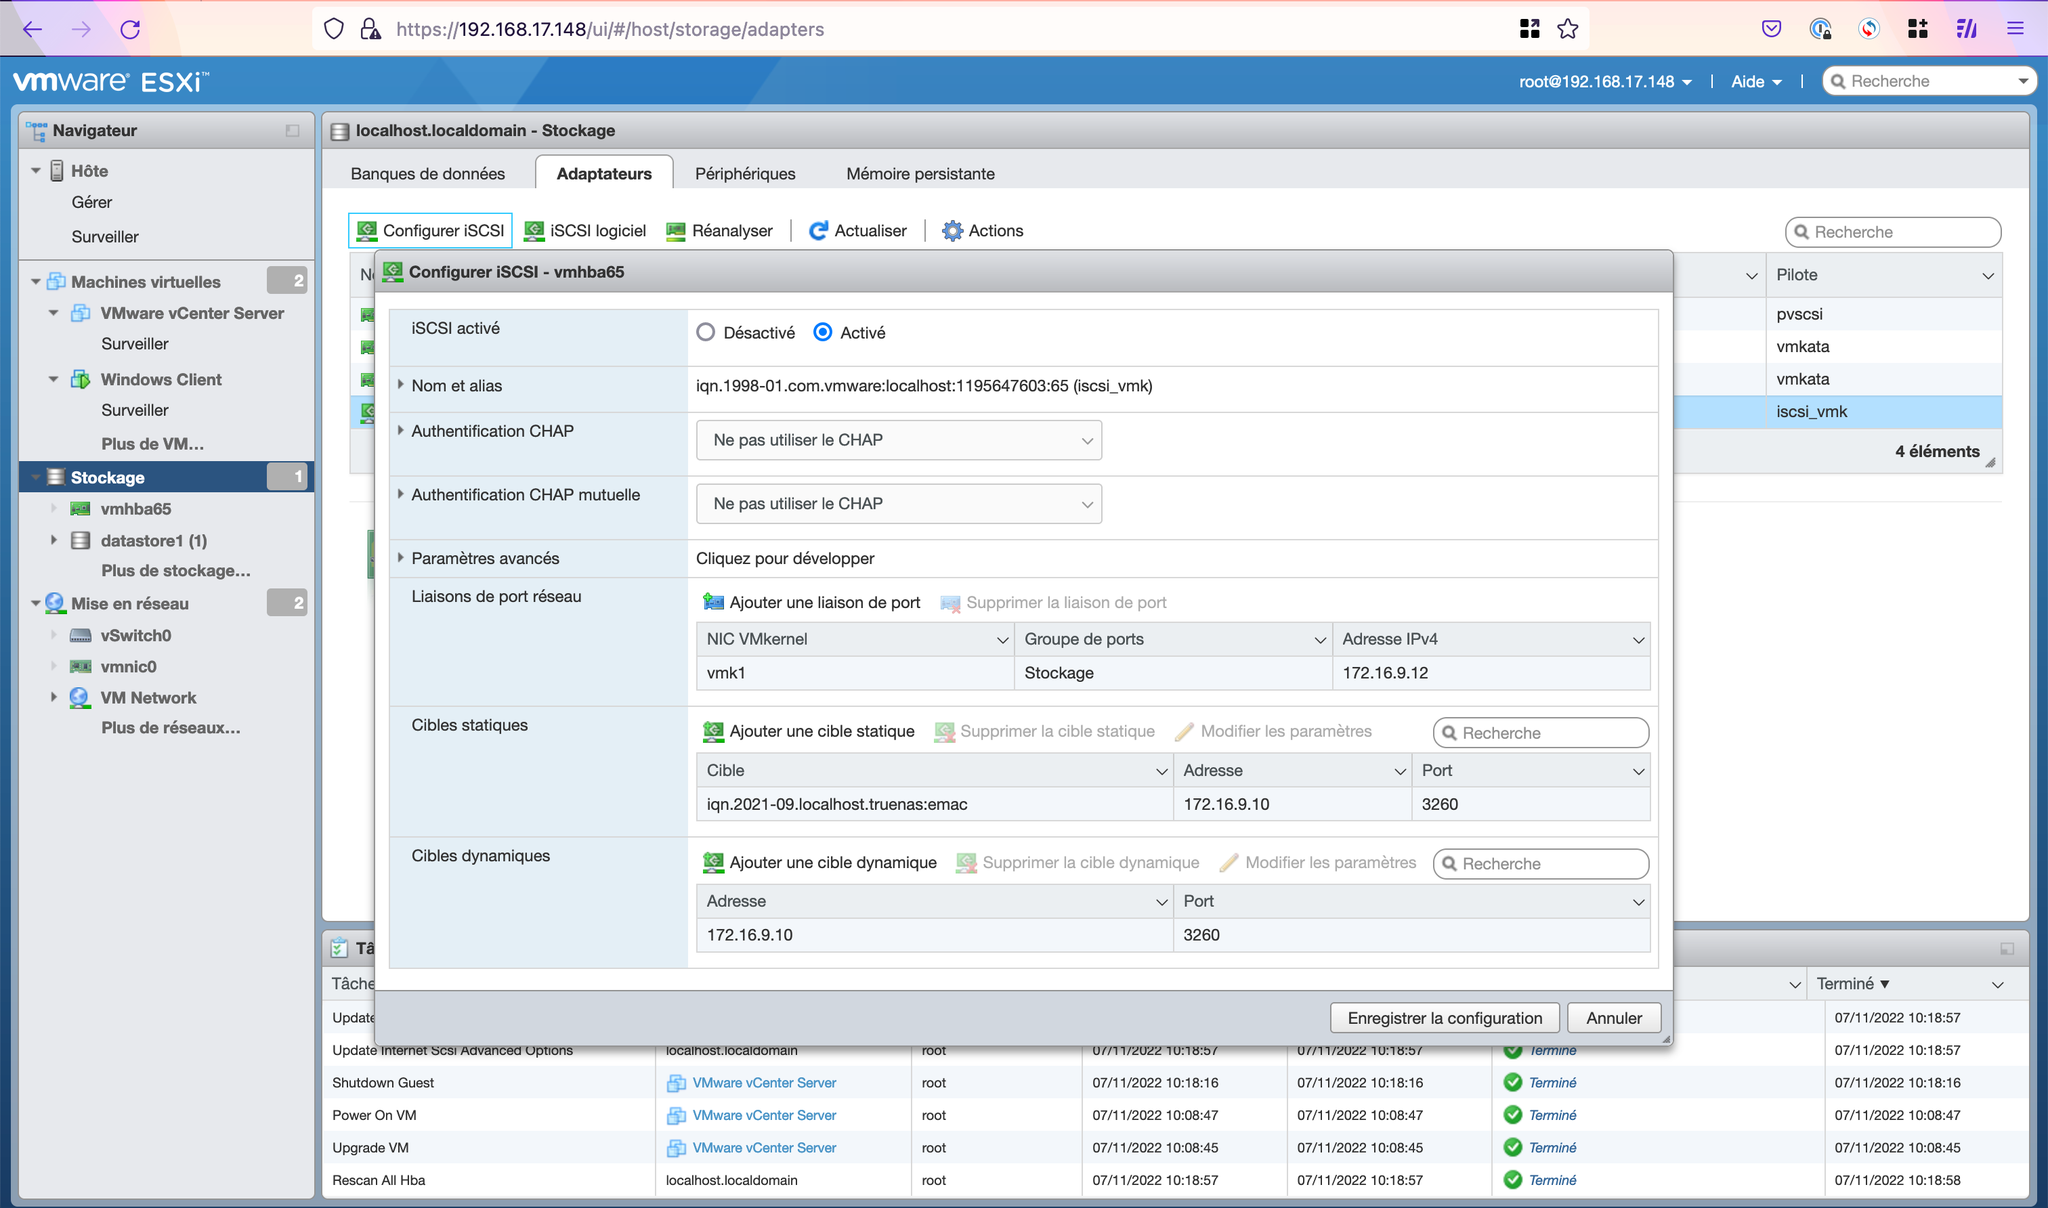 https://192.168.17.148/ui/#/host/storage/adapters
vmware® ESXi™
root@192.168.17.148
Aide
Recherche
Navigateur
Hôte
Gérer
Surveiller
Machines virtuelles 2
VMware vCenter Server
Surveiller
Windows Client
Surveiller
Plus de VM...
Stockage 1
vmhba65
datastore1 (1)
Plus de stockage...
Mise en réseau 2
vSwitch0
vmnic0
VM Network
Plus de réseaux...
localhost.localdomain - Stockage
Banques de données Adaptateurs Périphériques Mémoire persistante
Configurer iSCSI iSCSI logiciel Réanalyser Actualiser Actions
Recherche
Pilote
pvscsi
vmkata
vmkata
iscsi_vmk
4 éléments
Configurer iSCSI - vmhba65
iSCSI activé Désactivé Activé
Nom et alias iqn.1998-01.com.vmware:localhost:1195647603:65 (iscsi_vmk)
Authentification CHAP Ne pas utiliser le CHAP
Authentification CHAP mutuelle Ne pas utiliser le CHAP
Paramètres avancés Cliquez pour développer
Liaisons de port réseau
Ajouter une liaison de port Supprimer la liaison de port
NIC VMkernel Groupe de ports Adresse IPv4
vmk1 Stockage 172.16.9.12
Cibles statiques
Ajouter une cible statique Supprimer la cible statique Modifier les paramètres Recherche
Cible Adresse Port
iqn.2021-09.localhost.truenas:emac 172.16.9.10 3260
Cibles dynamiques
Ajouter une cible dynamique Supprimer la cible dynamique Modifier les paramètres Recherche
Adresse Port
172.16.9.10 3260
Enregistrer la configuration Annuler
Tâche Terminé ▼
Update 07/11/2022 10:18:57
Update Internet Scsi Advanced Options localhost.localdomain root 07/11/2022 10:18:57 07/11/2022 10:18:57 Terminé 07/11/2022 10:18:57
Shutdown Guest VMware vCenter Server root 07/11/2022 10:18:16 07/11/2022 10:18:16 Terminé 07/11/2022 10:18:16
Power On VM VMware vCenter Server root 07/11/2022 10:08:47 07/11/2022 10:08:47 Terminé 07/11/2022 10:08:47
Upgrade VM VMware vCenter Server root 07/11/2022 10:08:45 07/11/2022 10:08:45 Terminé 07/11/2022 10:08:45
Rescan All Hba localhost.localdomain root 07/11/2022 10:18:57 07/11/2022 10:18:57 Terminé 07/11/2022 10:18:58